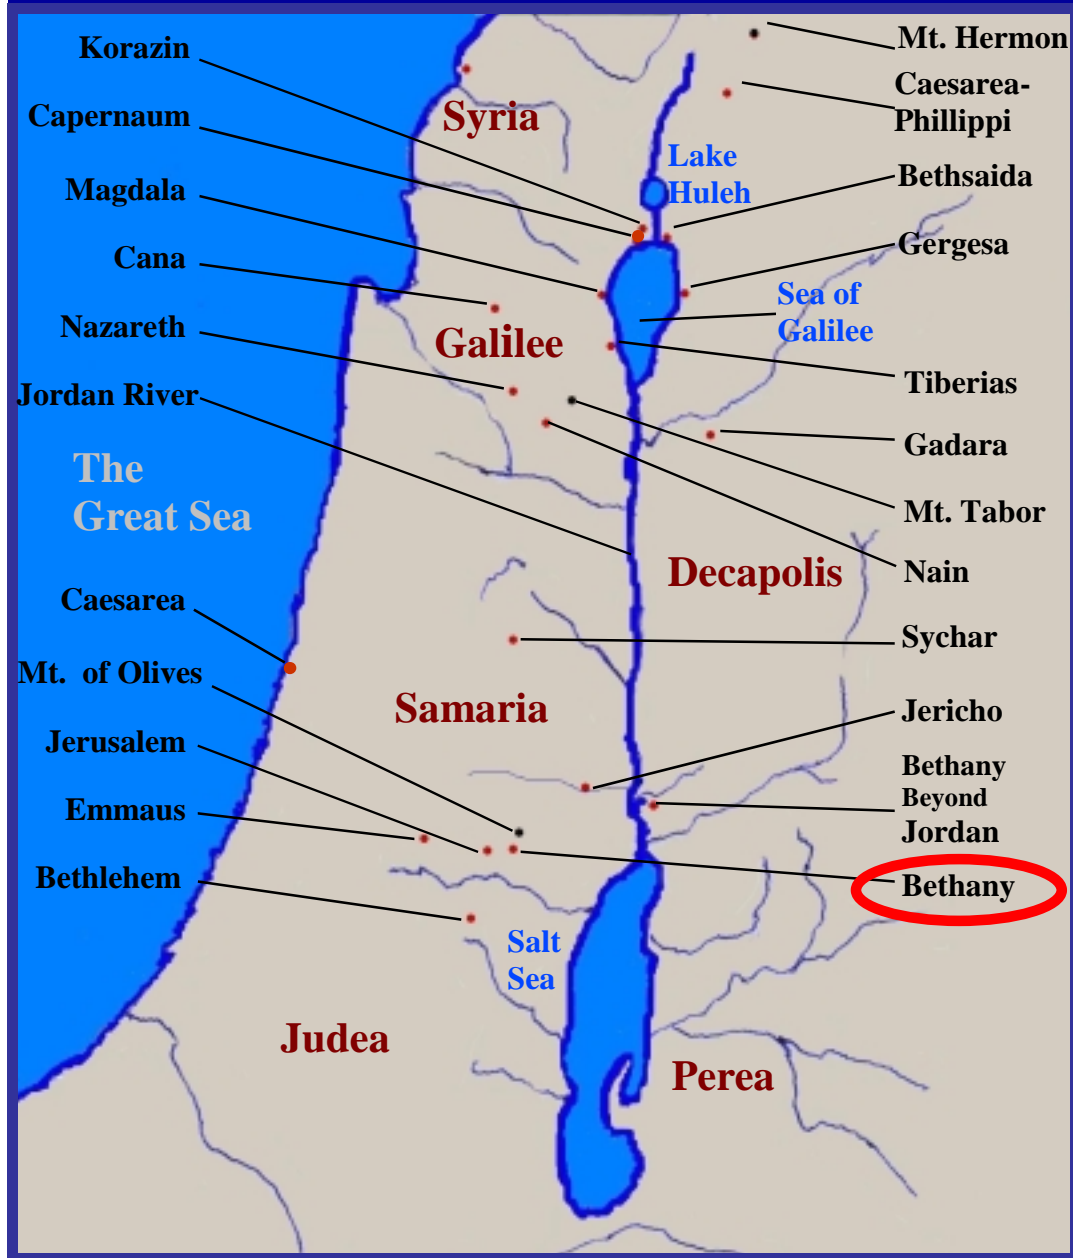 Korazin
Capernaum
Magdala
Cana
Nazareth
Jordan River
The
Great Sea
Caesarea
Mt. of Olives
Jerusalem
Emmaus
Bethlehem
Syria
Lake
Huleh
Sea of
Galilee
Galilee
Decapolis
Samaria
Salt
Sea
Judea
Perea
Mt. Hermon
Caesarea-
Phillippi
Bethsaida
Gergesa
Tiberias
Gadara
Mt. Tabor
Nain
Sychar
Jericho
Bethany
Beyond
Jordan
Bethany